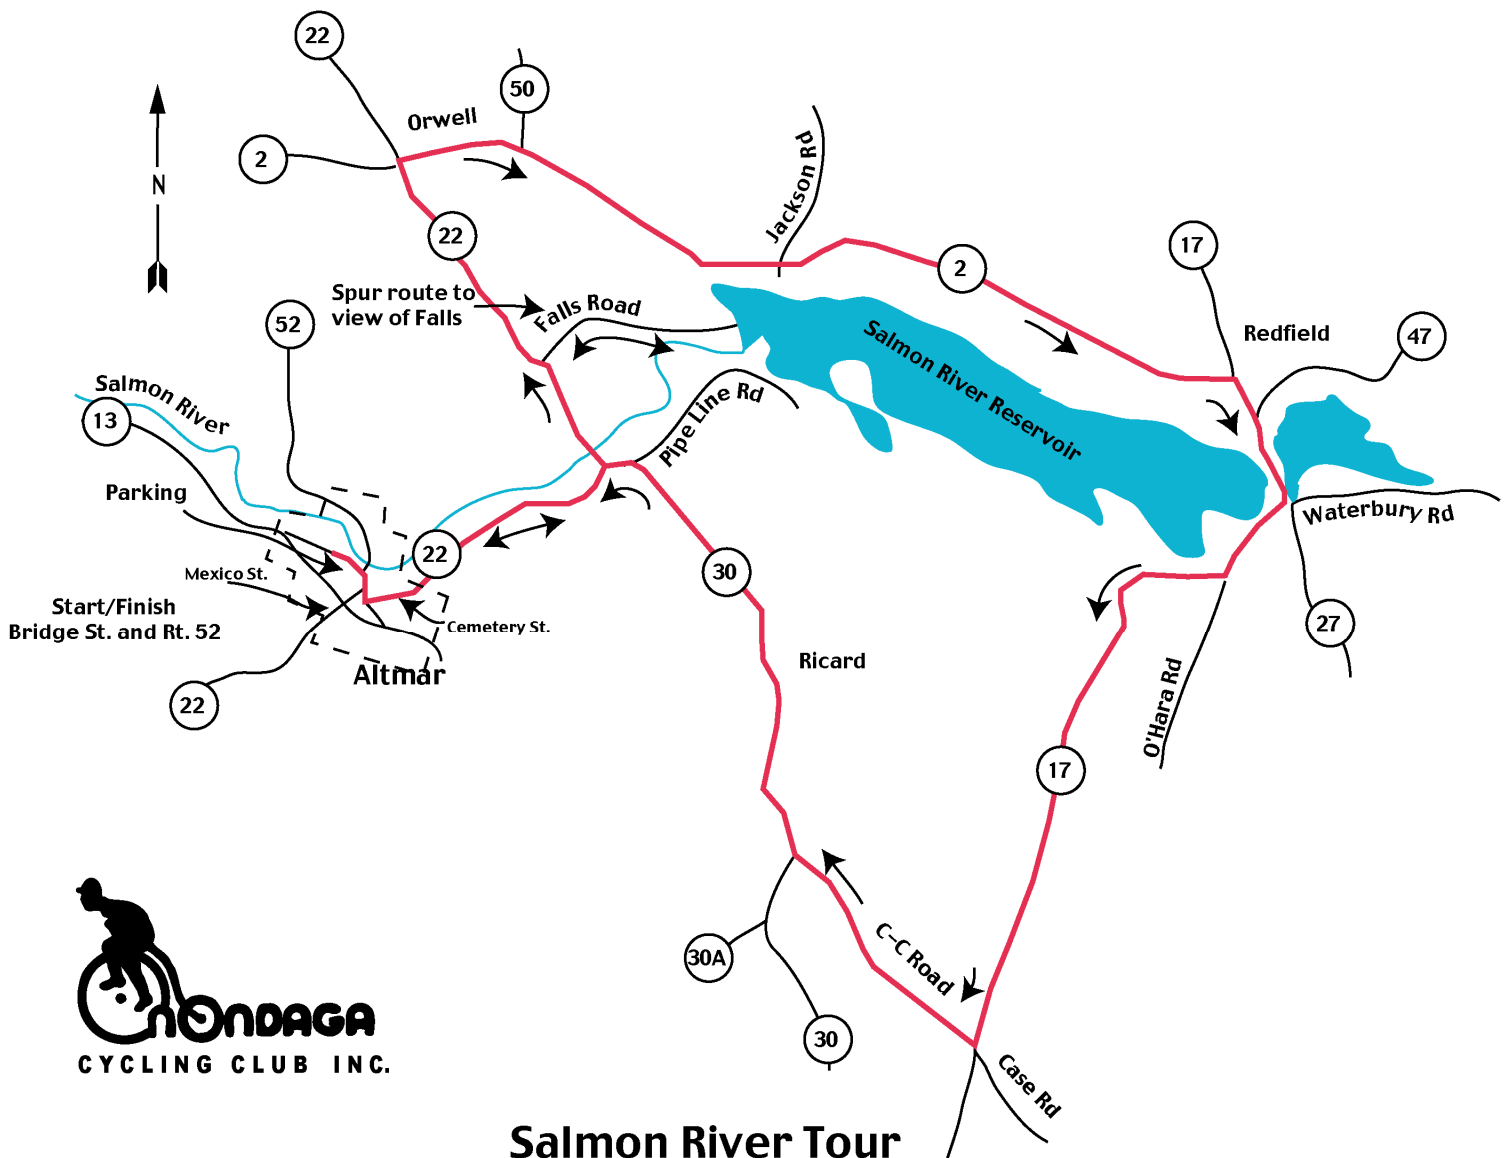 22
50
Orwell
2
Jackson Rd
N
22
17
2
Spur route to
view of Falls
Falls Road
52
Redfield
47
Salmon River
13
Salmon River Reservoir
Pipe Line Rd
Parking
Waterbury Rd
22
30
Mexico St.
Start/Finish
Bridge St. and Rt. 52
Cemetery St.
27
Altmar
Ricard
22
O'Hara Rd
17
C-C Road
30A
30
Case Rd
OnONDAGA
CYCLING CLUB INC.
Salmon River Tour